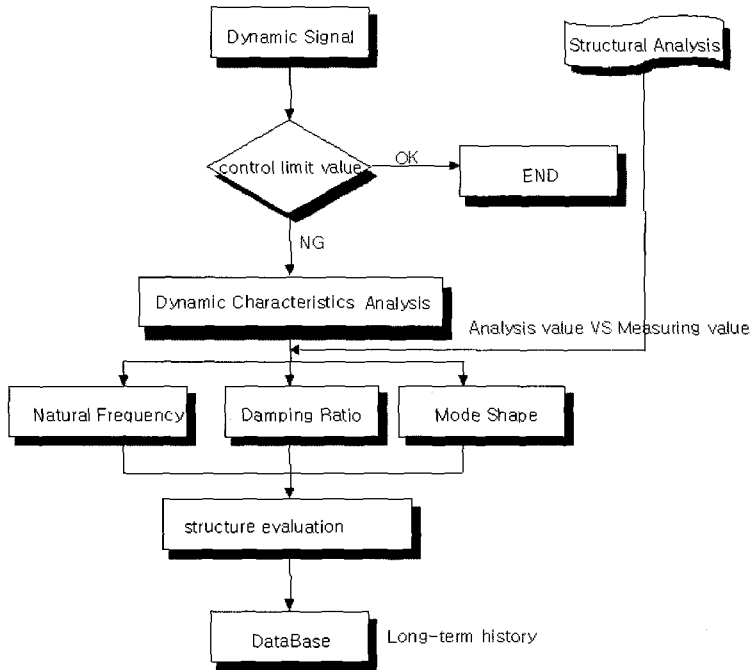 Dynamic Signal
Structural Analysis
control limit value
OK
END
NG
Dynamic Characteristics Analysis
Analysis value VS Measuring value
Natural Frequency
Damping Ratio
Mode Shape
structure evaluation
DataBase
Long-term history